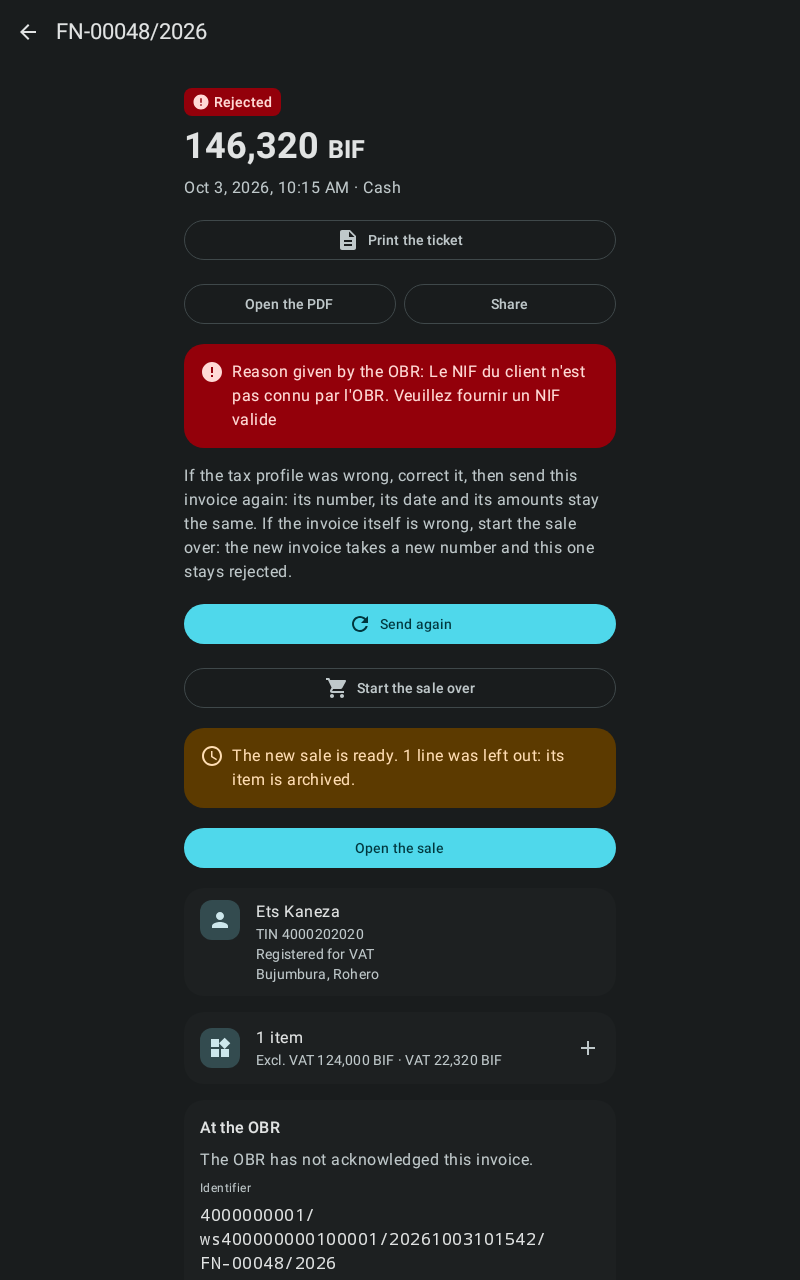 FN-00048/2026
Rejected
146,320 BIF
Oct 3, 2026, 10:15 AM · Cash
Print the ticket
Open the PDF
Share
Reason given by the OBR: Le NIF du client n'est
pas connu par l'OBR. Veuillez fournir un NIF
valide
If the tax profile was wrong, correct it, then send this
invoice again: its number, its date and its amounts stay
the same. If the invoice itself is wrong, start the sale
over: the new invoice takes a new number and this one
stays rejected.
Send again
Start the sale over
The new sale is ready. 1 line was left out: its
item is archived.
Open the sale
Ets Kaneza
TIN 4000202020
Registered for VAT
Bujumbura, Rohero
1 item
Excl. VAT 124,000 BIF · VAT 22,320 BIF
At the OBR
The OBR has not acknowledged this invoice.
Identifier
4000000001/
ws400000000100001/20261003101542/
FN-00048/2026